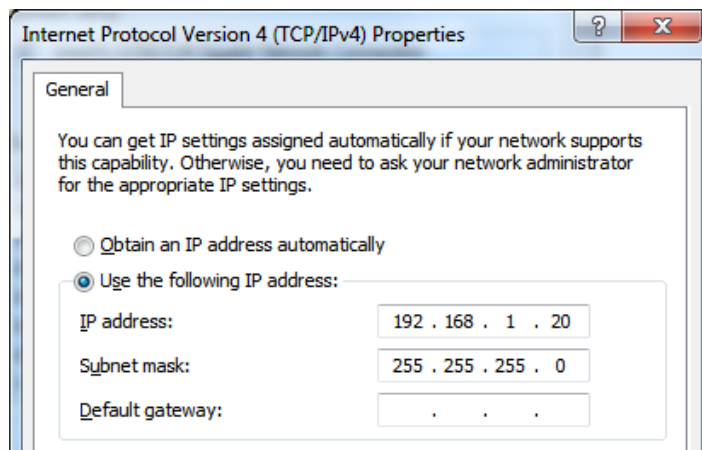 Internet Protocol Version 4 (TCP/IPv4) Properties
General
You can get IP settings assigned automatically if your network supports
this capability. Otherwise, you need to ask your network administrator
for the appropriate IP settings.
Obtain an IP address automatically
Use the following IP address:
IP address: 192 . 168 . 1 . 20
Subnet mask: 255 . 255 . 255 . 0
Default gateway: . . .